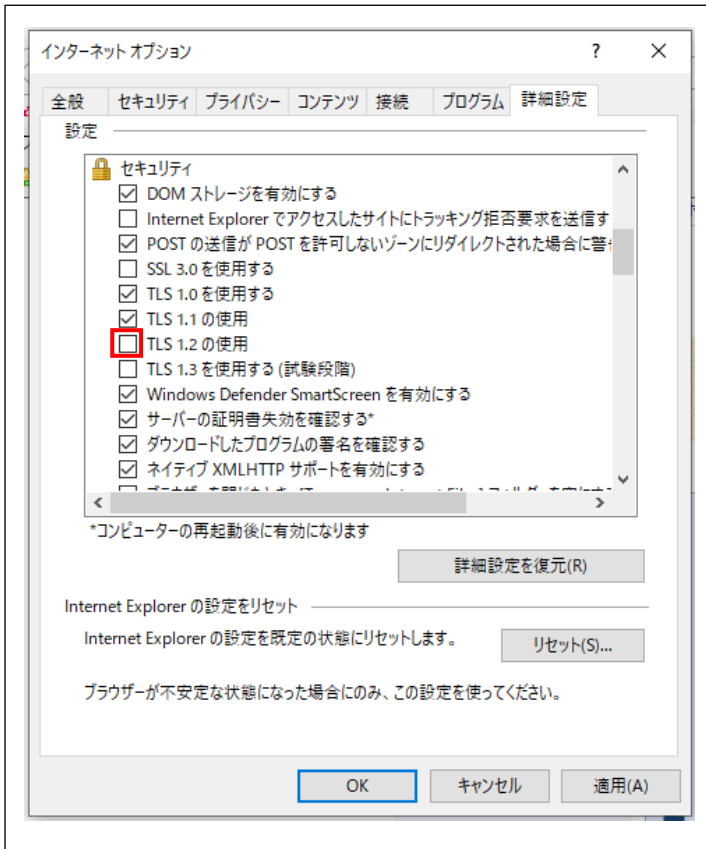 インターネット オプション
全般 セキュリティ プライバシー コンテンツ 接続 プログラム 詳細設定
設定
セキュリティ
DOM ストレージを有効にする
Internet Explorer でアクセスしたサイトにトラッキング拒否要求を送信す
POST の送信が POST を許可しないゾーンにリダイレクトされた場合に警
SSL 3.0 を使用する
TLS 1.0 を使用する
TLS 1.1 の使用
TLS 1.2 の使用
TLS 1.3 を使用する (試験段階)
Windows Defender SmartScreen を有効にする
サーバーの証明書失効を確認する*
ダウンロードしたプログラムの署名を確認する
ネイティブ XMLHTTP サポートを有効にする
*コンピューターの再起動後に有効になります
詳細設定を復元(R)
Internet Explorer の設定をリセット
Internet Explorer の設定を既定の状態にリセットします。
リセット(S)...
ブラウザーが不安定な状態になった場合にのみ、この設定を使ってください。
OK キャンセル 適用(A)